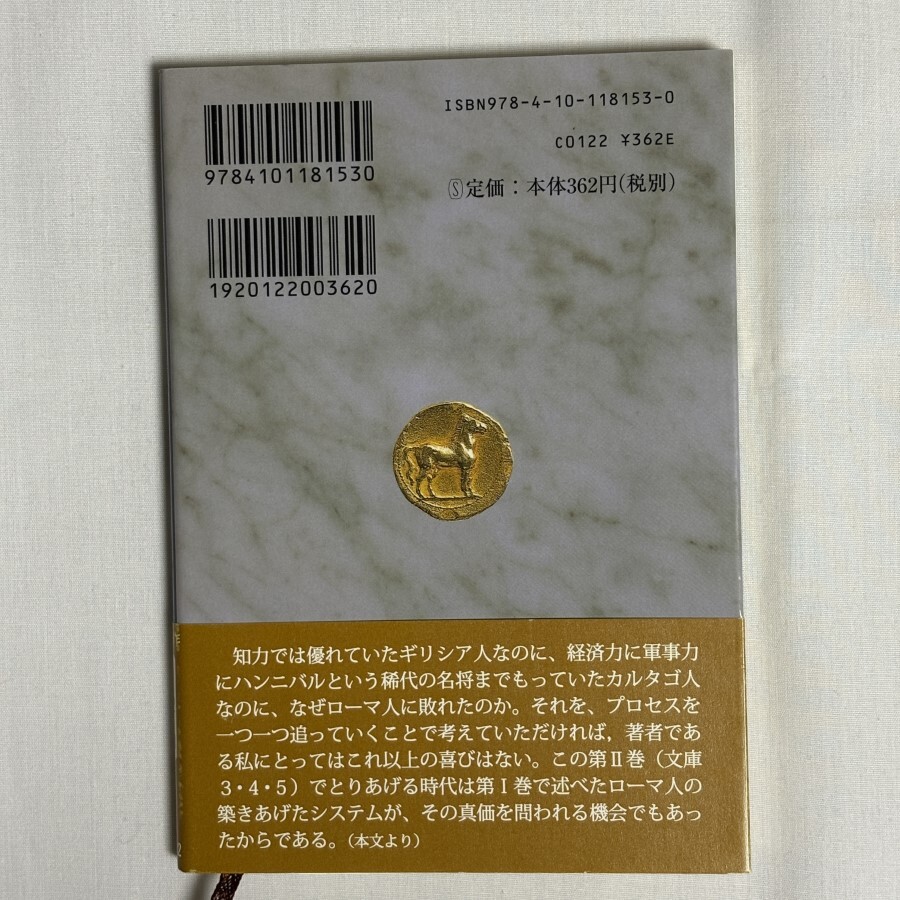 ISBN978-4-10-118153-0
C0122 ¥362E
Ⓢ定価：本体362円(税別)
9784101181530
1920122003620
知力では優れていたギリシア人なのに、経済力に軍事力
にハンニバルという稀代の名将までもっていたカルタゴ人
なのに、なぜローマ人に敗れたのか。それを、プロセスを
一つ一つ追っていくことで考えていただければ，著者であ
る私にとってはこれ以上の喜びはない。この第Ⅱ巻（文庫
3・4・5）でとりあげる時代は第Ⅰ巻で述べたローマ人の
築きあげたシステムが、その真価を問われる機会でもあっ
たからである。（本文より）